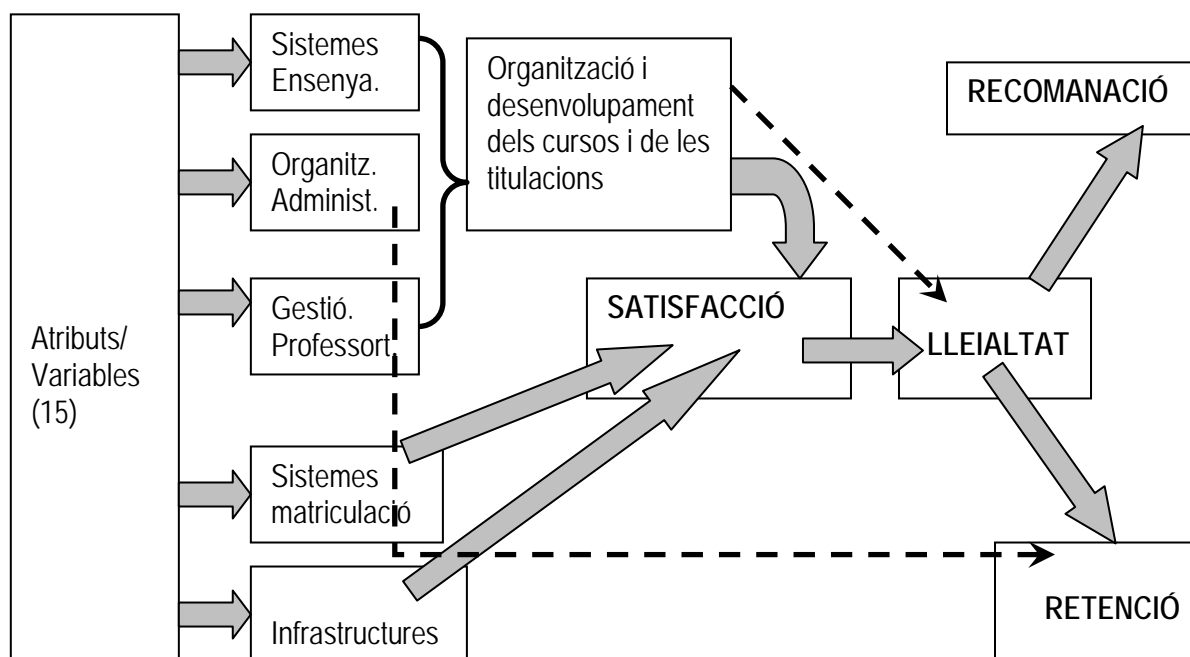 Atributs/
Variables
(15)
Sistemes
Ensenya.
Organitz.
Administ.
Gestió.
Professort.
Sistemes
matriculació
Infrastructures
Organització i
desenvolupament
dels cursos i de les
titulacions
SATISFACCIÓ
LLEIALTAT
RECOMANACIÓ
RETENCIÓ